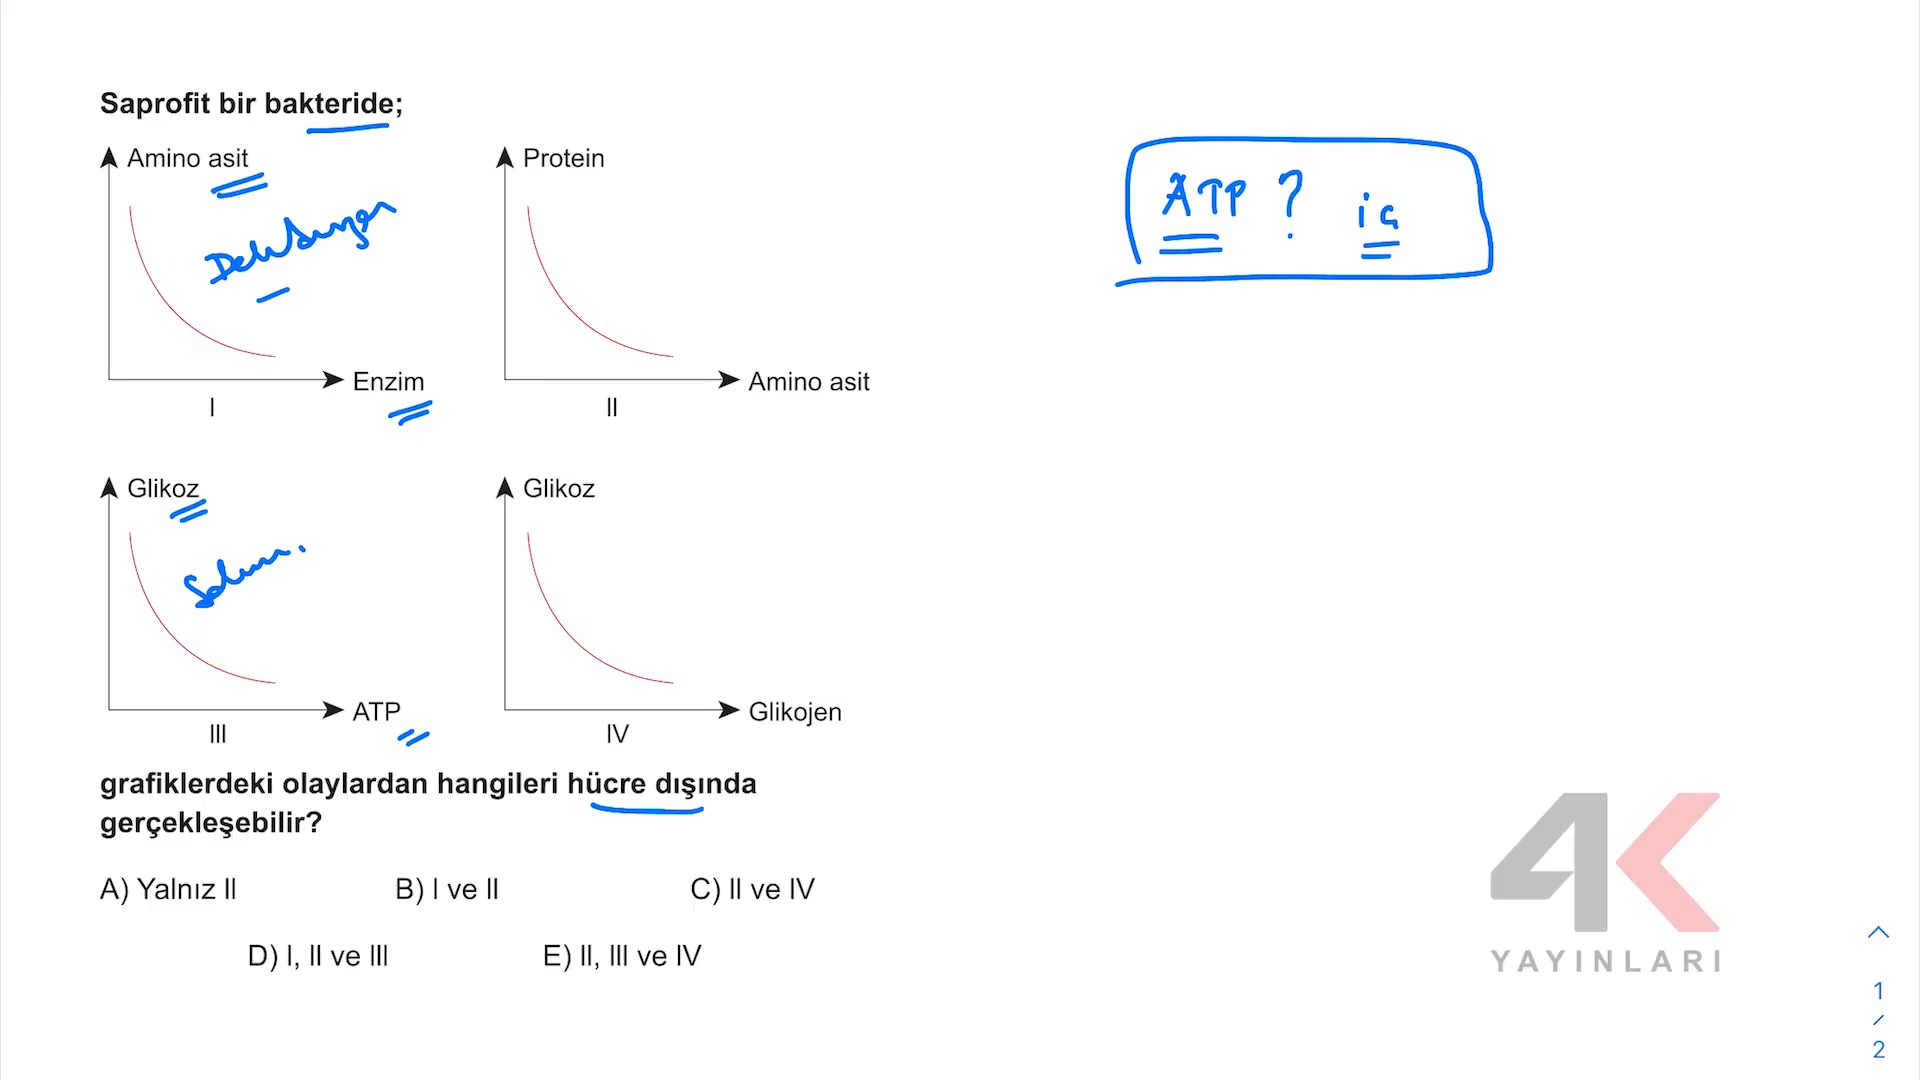 Saprofit bir bakteride;
Amino asit
Enzim
I
Protein
Amino asit
II
Glikoz
ATP
III
Glikoz
Glikojen
IV
ATP ? iç
grafiklerdeki olaylardan hangileri hücre dışında
gerçekleşebilir?
A) Yalnız II
B) I ve II
C) II ve IV
D) I, II ve III
E) II, III ve IV
4K
YAYINLARI
1
/
2